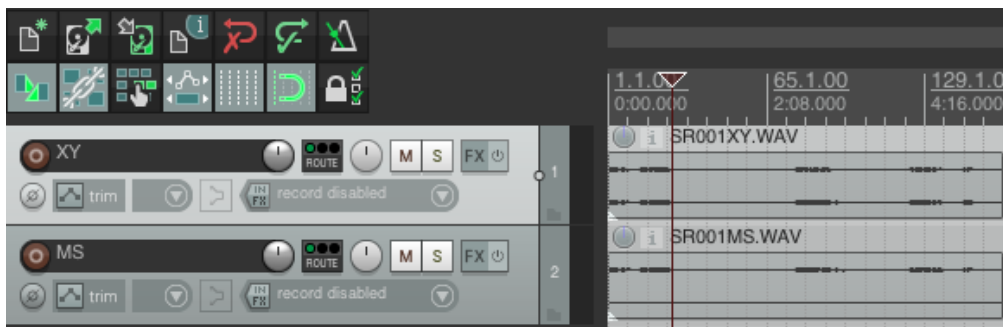 i
1.1.00 65.1.00 129.1.0
0:00.000 2:08.000 4:16.000
i SR001XY.WAV
XY ROUTE M S FX 1
trim IN FX record disabled
i SR001MS.WAV
MS ROUTE M S FX 2
trim IN FX record disabled